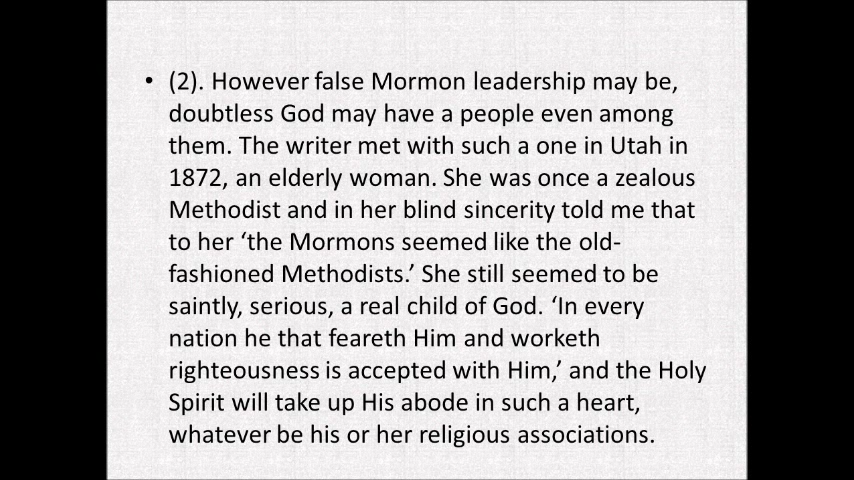 • (2). However false Mormon leadership may be,
doubtless God may have a people even among
them. The writer met with such a one in Utah in
1872, an elderly woman. She was once a zealous
Methodist and in her blind sincerity told me that
to her ‘the Mormons seemed like the old-
fashioned Methodists.’ She still seemed to be
saintly, serious, a real child of God. ‘In every
nation he that feareth Him and worketh
righteousness is accepted with Him,’ and the Holy
Spirit will take up His abode in such a heart,
whatever be his or her religious associations.